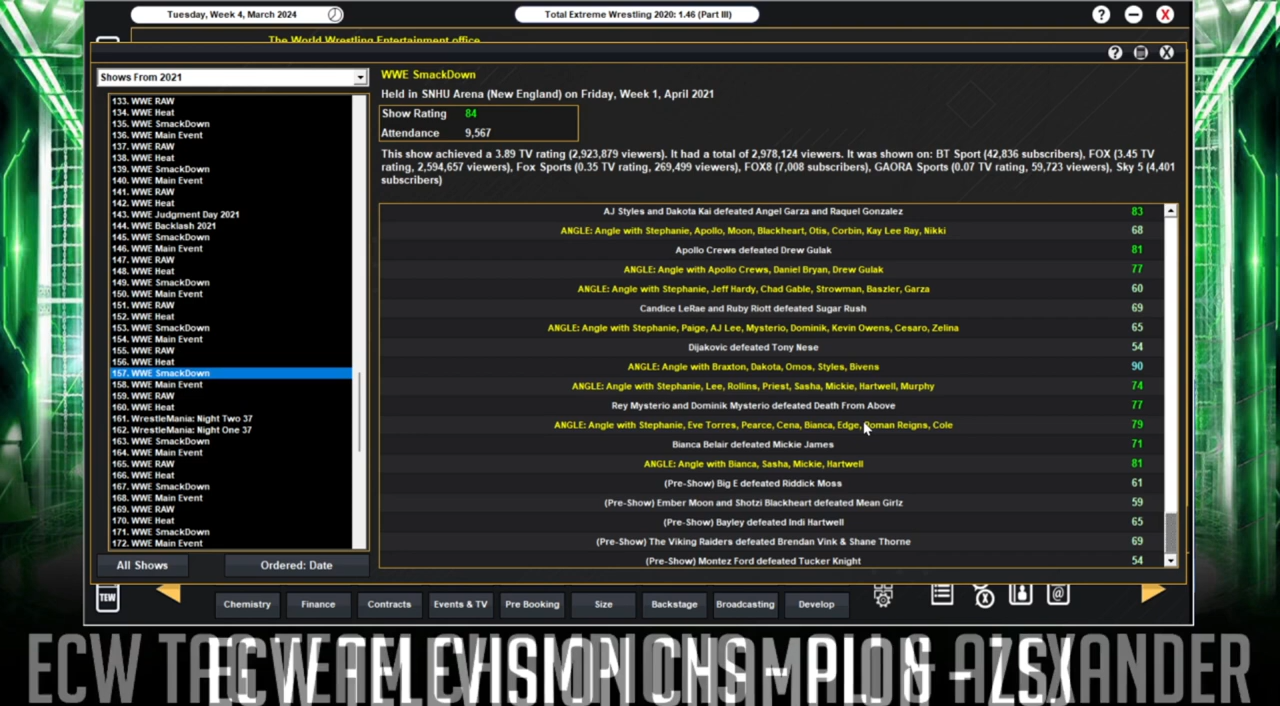 Tuesday, Week 4, March 2024
Total Extreme Wrestling 2020: 1.46 (Part III)
?
X
The World Wrestling Entertainment office
?
X
Shows From 2021
133. WWE RAW
134. WWE Heat
135. WWE SmackDown
136. WWE Main Event
137. WWE RAW
138. WWE Heat
139. WWE SmackDown
140. WWE Main Event
141. WWE RAW
142. WWE Heat
143. WWE Judgment Day 2021
144. WWE Backlash 2021
145. WWE SmackDown
146. WWE Main Event
147. WWE RAW
148. WWE Heat
149. WWE SmackDown
150. WWE Main Event
151. WWE RAW
152. WWE Heat
153. WWE SmackDown
154. WWE Main Event
155. WWE RAW
156. WWE Heat
157. WWE SmackDown
158. WWE Main Event
159. WWE RAW
160. WWE Heat
161. WrestleMania: Night Two 37
162. WrestleMania: Night One 37
163. WWE SmackDown
164. WWE Main Event
165. WWE RAW
166. WWE Heat
167. WWE SmackDown
168. WWE Main Event
169. WWE RAW
170. WWE Heat
171. WWE SmackDown
172. WWE Main Event
All Shows
Ordered: Date
WWE SmackDown
Held in SNHU Arena (New England) on Friday, Week 1, April 2021
Show Rating 84
Attendance 9,567
This show achieved a 3.89 TV rating (2,923,879 viewers). It had a total of 2,978,124 viewers. It was shown on: BT Sport (42,836 subscribers), FOX (3.45 TV
rating, 2,594,657 viewers), Fox Sports (0.35 TV rating, 269,499 viewers), FOX8 (7,008 subscribers), GAORA Sports (0.07 TV rating, 59,723 viewers), Sky 5 (4,401
subscribers)
AJ Styles and Dakota Kai defeated Angel Garza and Raquel Gonzalez 83
ANGLE: Angle with Stephanie, Apollo, Moon, Blackheart, Otis, Corbin, Kay Lee Ray, Nikki 68
Apollo Crews defeated Drew Gulak 81
ANGLE: Angle with Apollo Crews, Daniel Bryan, Drew Gulak 77
ANGLE: Angle with Stephanie, Jeff Hardy, Chad Gable, Strowman, Baszler, Garza 60
Candice LeRae and Ruby Riott defeated Sugar Rush 69
ANGLE: Angle with Stephanie, Paige, AJ Lee, Mysterio, Dominik, Kevin Owens, Cesaro, Zelina 65
Dijakovic defeated Tony Nese 54
ANGLE: Angle with Braxton, Dakota, Omos, Styles, Bivens 90
ANGLE: Angle with Stephanie, Lee, Rollins, Priest, Sasha, Mickie, Hartwell, Murphy 74
Rey Mysterio and Dominik Mysterio defeated Death From Above 77
ANGLE: Angle with Stephanie, Eve Torres, Pearce, Cena, Bianca, Edge, Roman Reigns, Cole 79
Bianca Belair defeated Mickie James 71
ANGLE: Angle with Bianca, Sasha, Mickie, Hartwell 81
(Pre-Show) Big E defeated Riddick Moss 61
(Pre-Show) Ember Moon and Shotzi Blackheart defeated Mean Girlz 59
(Pre-Show) Bayley defeated Indi Hartwell 65
(Pre-Show) The Viking Raiders defeated Brendan Vink & Shane Thorne 69
(Pre-Show) Montez Ford defeated Tucker Knight 54
TEW
Chemistry
Finance
Contracts
Events & TV
Pre Booking
Size
Backstage
Broadcasting
Develop
@